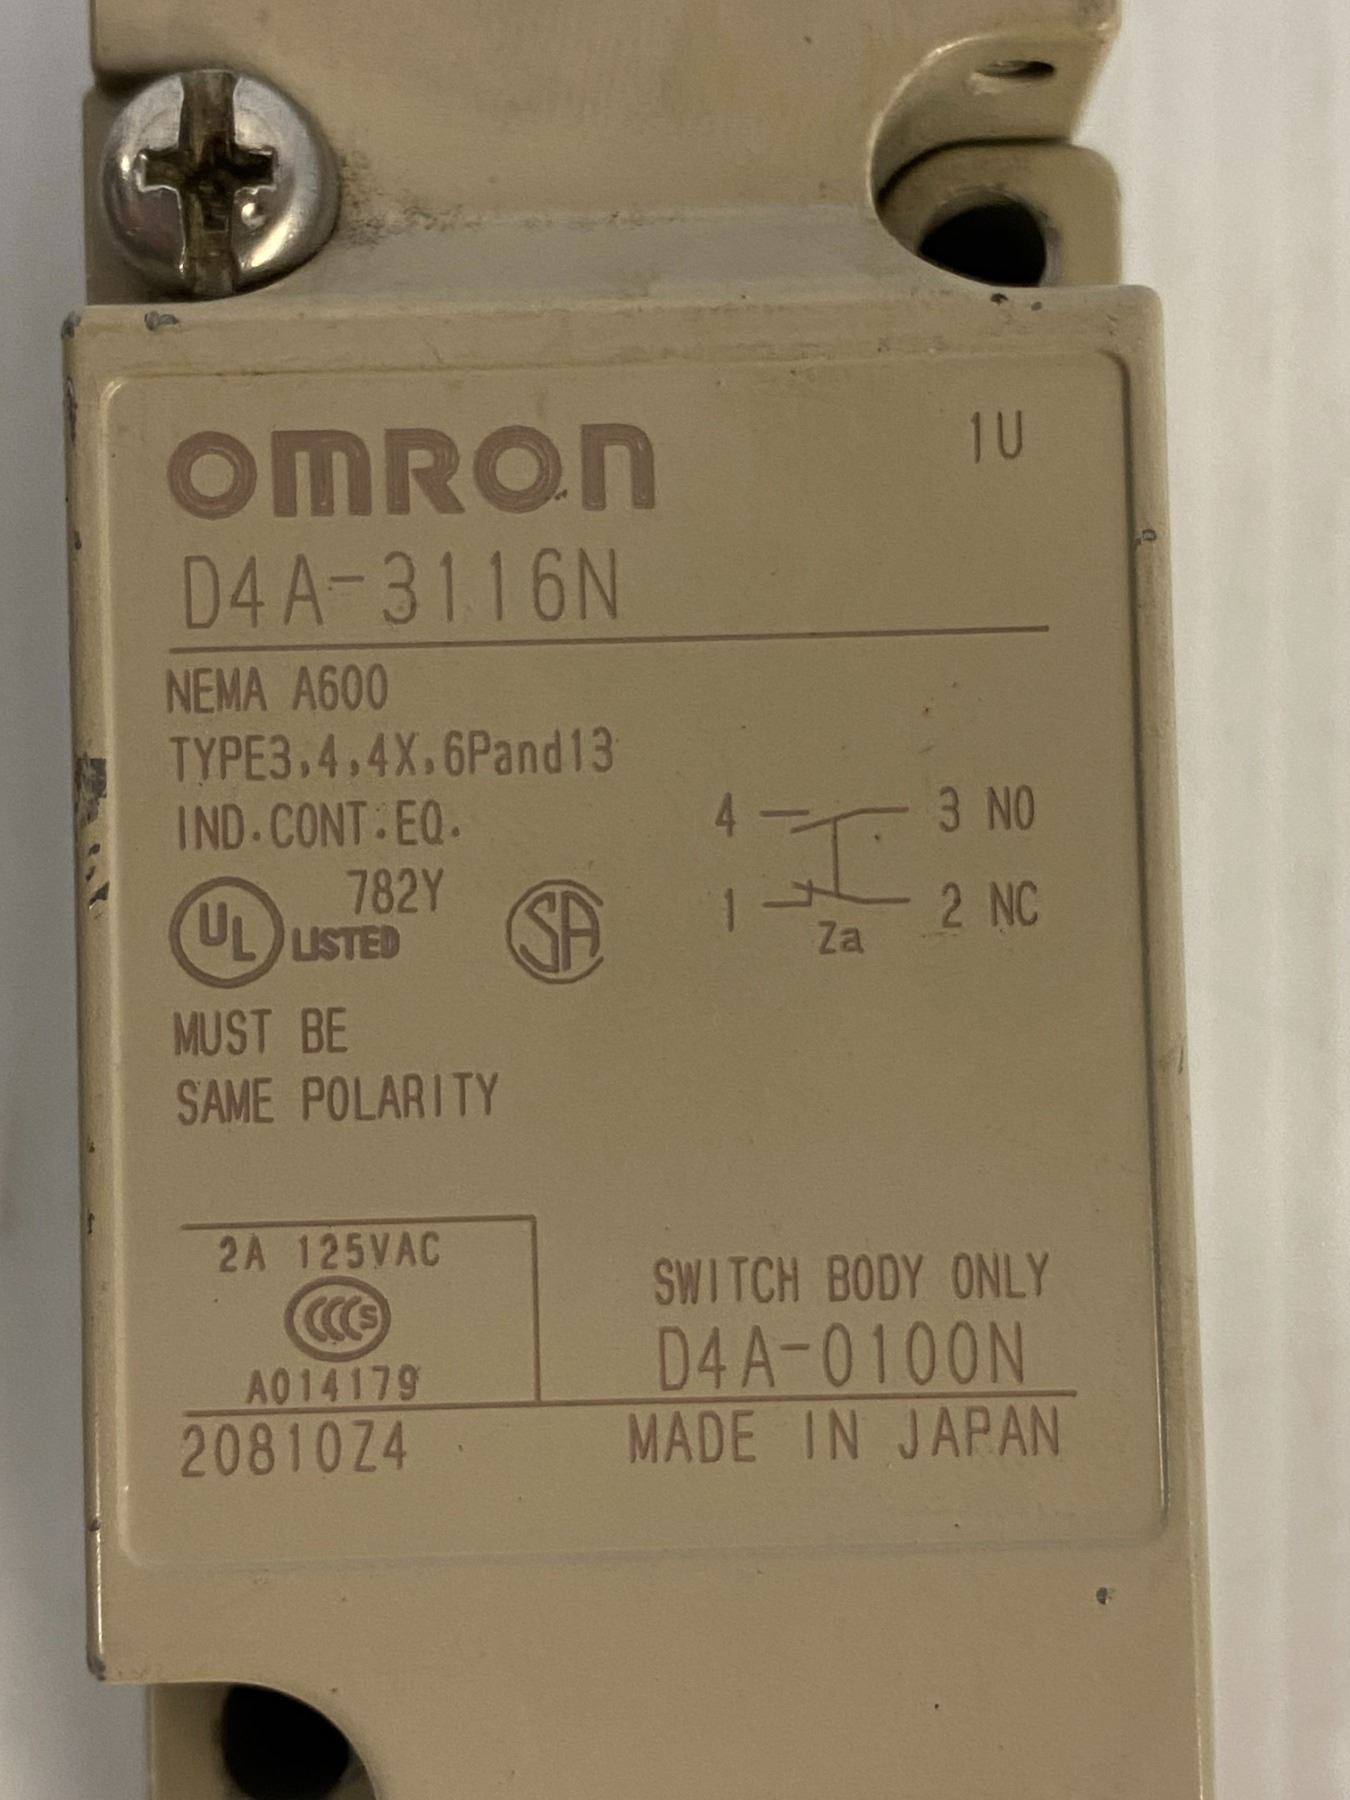 OMRON
1U
D4A-3116N
NEMA A600
TYPE3,4,4X,6Pand13
IND.CONT.EQ.
782Y
UL LISTED
SA
4 3 NO
1 2 NC
Za
MUST BE
SAME POLARITY
2A 125VAC
CCC S
A014179
SWITCH BODY ONLY
D4A-0100N
20810Z4
MADE IN JAPAN